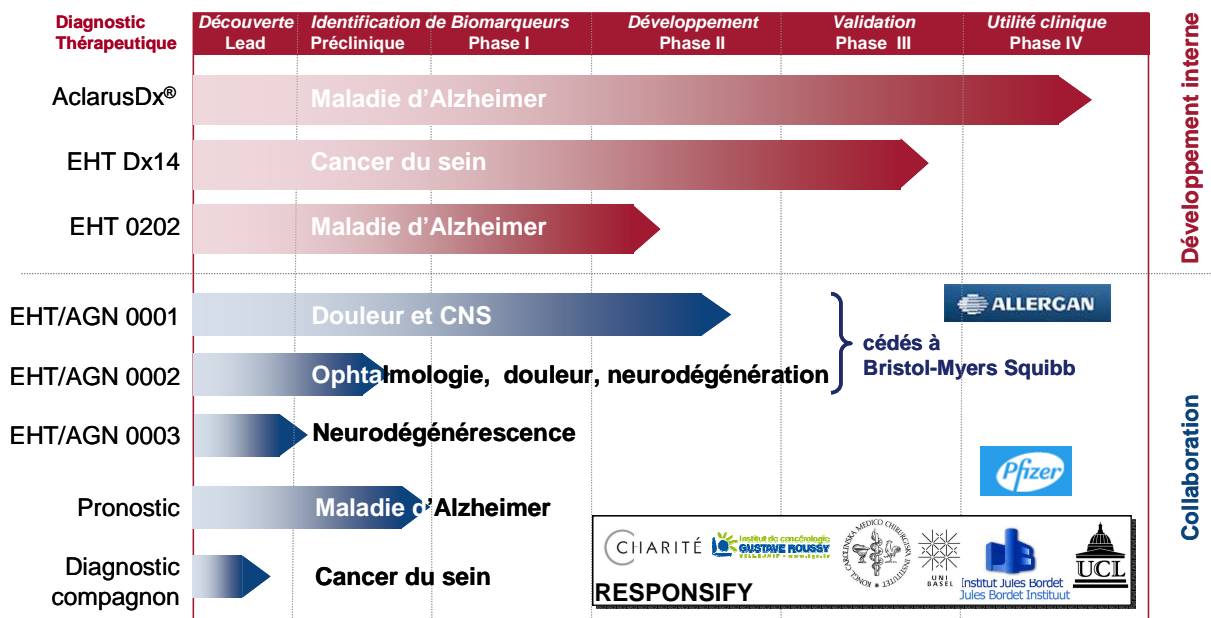 Diagnostic
Thérapeutique
Découverte
Lead
Identification de Biomarqueurs
Préclinique
Phase I
Développement
Phase II
Validation
Phase III
Utilité clinique
Phase IV
AclarusDx®
Maladie d'Alzheimer
EHT Dx14
Cancer du sein
EHT 0202
Maladie d'Alzheimer
Développement interne
EHT/AGN 0001
Douleur et CNS
ALLERGAN
EHT/AGN 0002
Ophtalmologie, douleur, neurodégénération
cédés à
Bristol-Myers Squibb
EHT/AGN 0003
Neurodégénérescence
Pfizer
Pronostic
Maladie d'Alzheimer
Diagnostic
compagnon
Cancer du sein
CHARITÉ
Institut de cancérologie
GUSTAVE ROUSSY
UNI
BASEL
Institut Jules Bordet
Jules Bordet Instituut
UCL
RESPONSIFY
Collaboration